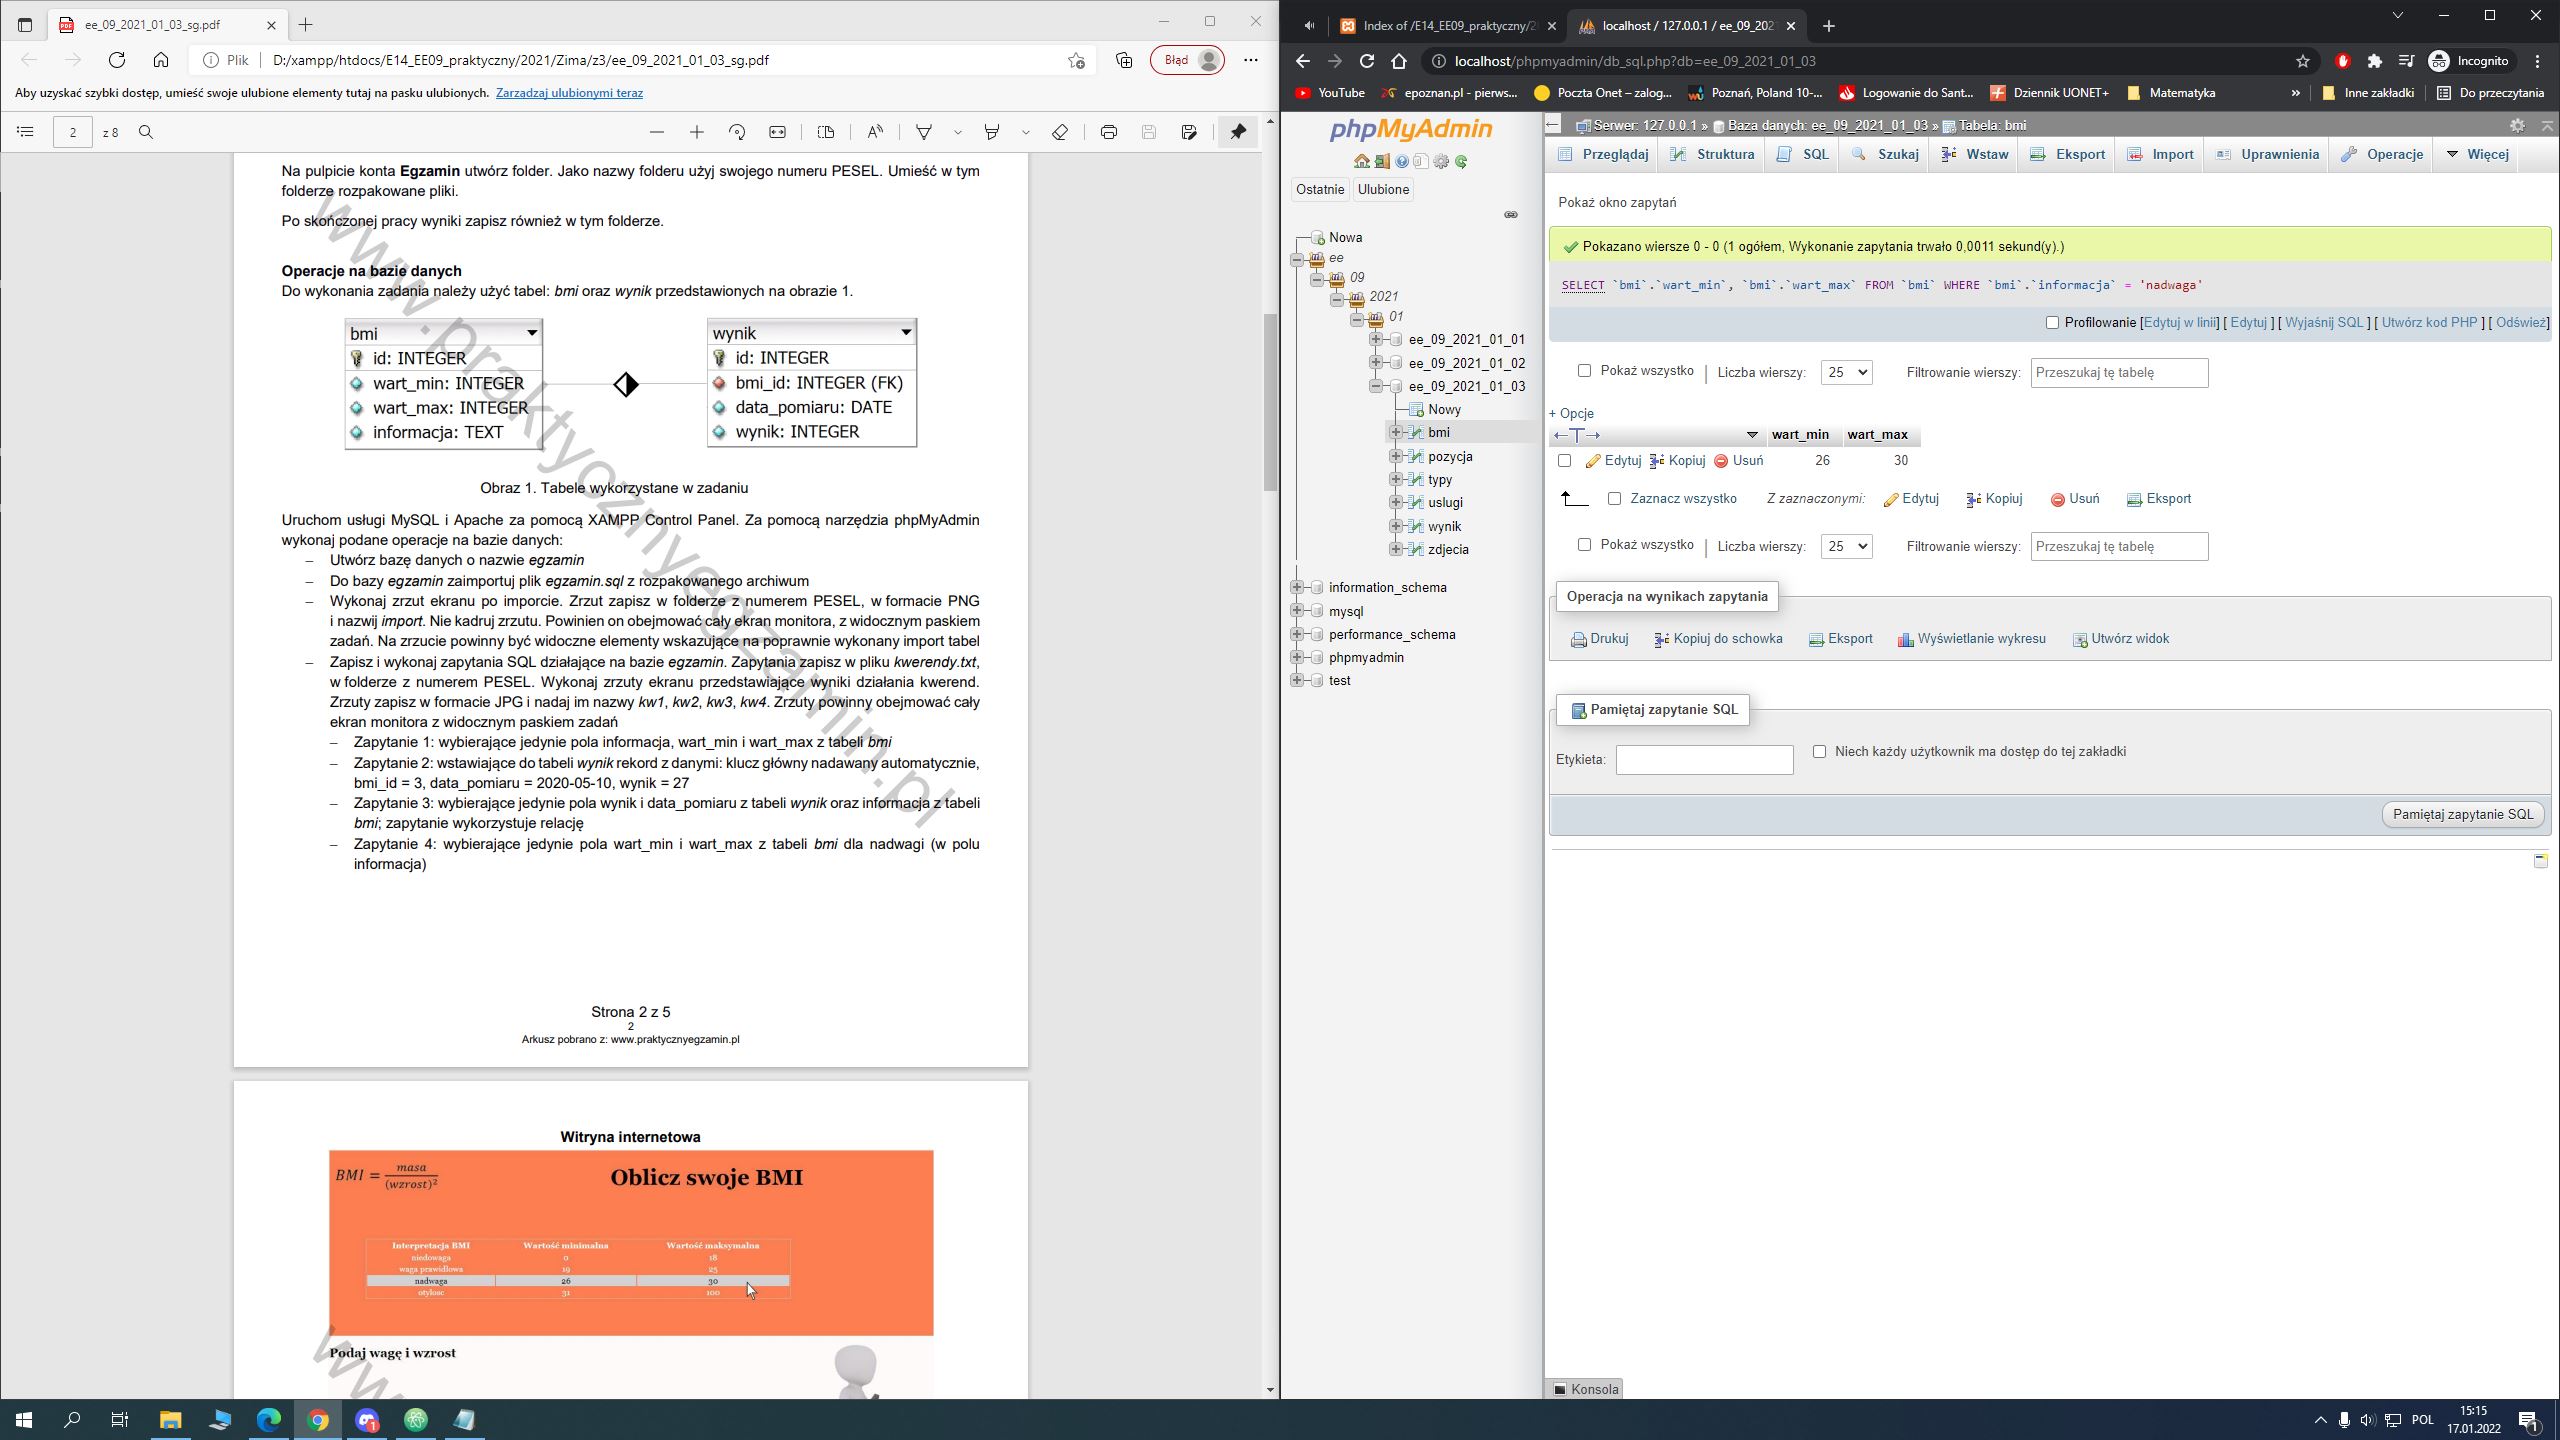 ee_09_2021_01_03_sg.pdf
Plik
D:/xampp/htdocs/E14_EE09_praktyczny/2021/Zima/z3/ee_09_2021_01_03_sg.pdf
Błąd
Aby uzyskać szybki dostęp, umieść swoje ulubione elementy tutaj na pasku ulubionych. Zarzadzaj ulubionymi teraz
2 z 8
Na pulpicie konta Egzamin utwórz folder. Jako nazwy folderu użyj swojego numeru PESEL. Umieść w tym
folderze rozpakowane pliki.
Po skończonej pracy wyniki zapisz również w tym folderze.
Operacje na bazie danych
Do wykonania zadania należy użyć tabel: bmi oraz wynik przedstawionych na obrazie 1.
bmi
id: INTEGER
wart_min: INTEGER
wart_max: INTEGER
informacja: TEXT
wynik
id: INTEGER
bmi_id: INTEGER (FK)
data_pomiaru: DATE
wynik: INTEGER
Obraz 1. Tabele wykorzystane w zadaniu
Uruchom usługi MySQL i Apache za pomocą XAMPP Control Panel. Za pomocą narzędzia phpMyAdmin
wykonaj podane operacje na bazie danych:
– Utwórz bazę danych o nazwie egzamin
– Do bazy egzamin zaimportuj plik egzamin.sql z rozpakowanego archiwum
– Wykonaj zrzut ekranu po imporcie. Zrzut zapisz w folderze z numerem PESEL, w formacie PNG
i nazwij import. Nie kadruj zrzutu. Powinien on obejmować cały ekran monitora, z widocznym paskiem
zadań. Na zrzucie powinny być widoczne elementy wskazujące na poprawnie wykonany import tabel
– Zapisz i wykonaj zapytania SQL działające na bazie egzamin. Zapytania zapisz w pliku kwerendy.txt,
w folderze z numerem PESEL. Wykonaj zrzuty ekranu przedstawiające wyniki działania kwerend.
Zrzuty zapisz w formacie JPG i nadaj im nazwy kw1, kw2, kw3, kw4. Zrzuty powinny obejmować cały
ekran monitora z widocznym paskiem zadań
– Zapytanie 1: wybierające jedynie pola informacja, wart_min i wart_max z tabeli bmi
– Zapytanie 2: wstawiające do tabeli wynik rekord z danymi: klucz główny nadawany automatycznie,
bmi_id = 3, data_pomiaru = 2020-05-10, wynik = 27
– Zapytanie 3: wybierające jedynie pola wynik i data_pomiaru z tabeli wynik oraz informacja z tabeli
bmi; zapytanie wykorzystuje relację
– Zapytanie 4: wybierające jedynie pola wart_min i wart_max z tabeli bmi dla nadwagi (w polu
informacja)
www.praktycznyegzamin.pl
Strona 2 z 5
2
Arkusz pobrano z: www.praktycznyegzamin.pl
Witryna internetowa
BMI = masa / (wzrost)²
Oblicz swoje BMI
Interpretacja BMI Wartość minimalna Wartość maksymalna
niedowaga 0 18
waga prawidlowa 19 25
nadwaga 26 30
otylosc 31 100
Podaj wagę i wzrost
ww
Index of /E14_EE09_praktyczny/2
localhost / 127.0.0.1 / ee_09_202
localhost/phpmyadmin/db_sql.php?db=ee_09_2021_01_03
Incognito
YouTube
epoznan.pl - pierws...
Poczta Onet – zalog...
Poznań, Poland 10-...
Logowanie do Sant...
Dziennik UONET+
Matematyka
»
Inne zakładki
Do przeczytania
phpMyAdmin
Ostatnie Ulubione
Nowa
ee
09
2021
01
ee_09_2021_01_01
ee_09_2021_01_02
ee_09_2021_01_03
Nowy
bmi
pozycja
typy
uslugi
wynik
zdjecia
information_schema
mysql
performance_schema
phpmyadmin
test
Serwer: 127.0.0.1 » Baza danych: ee_09_2021_01_03 » Tabela: bmi
Przeglądaj Struktura SQL Szukaj Wstaw Eksport Import Uprawnienia Operacje Więcej
Pokaż okno zapytań
Pokazano wiersze 0 - 0 (1 ogółem, Wykonanie zapytania trwało 0,0011 sekund(y).)
SELECT `bmi`.`wart_min`, `bmi`.`wart_max` FROM `bmi` WHERE `bmi`.`informacja` = 'nadwaga'
Profilowanie [Edytuj w linii] [ Edytuj ] [ Wyjaśnij SQL ] [ Utwórz kod PHP ] [ Odśwież]
Pokaż wszystko | Liczba wierszy: 25 Filtrowanie wierszy: Przeszukaj tę tabelę
+ Opcje
wart_min wart_max
Edytuj Kopiuj Usuń 26 30
Zaznacz wszystko Z zaznaczonymi: Edytuj Kopiuj Usuń Eksport
Pokaż wszystko | Liczba wierszy: 25 Filtrowanie wierszy: Przeszukaj tę tabelę
Operacja na wynikach zapytania
Drukuj Kopiuj do schowka Eksport Wyświetlanie wykresu Utwórz widok
Pamiętaj zapytanie SQL
Etykieta: Niech każdy użytkownik ma dostęp do tej zakładki
Pamiętaj zapytanie SQL
Konsola
1
POL
15:15
17.01.2022
1